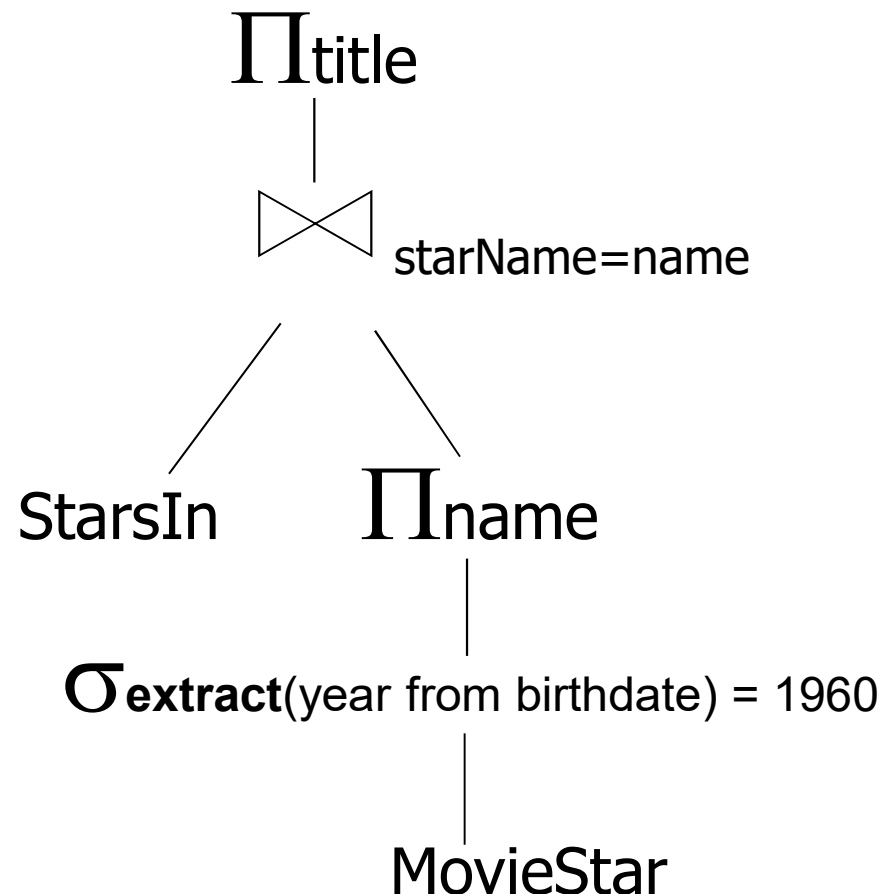 Πtitle
starName=name
StarsIn Πname
σextract(year from birthdate) = 1960
MovieStar